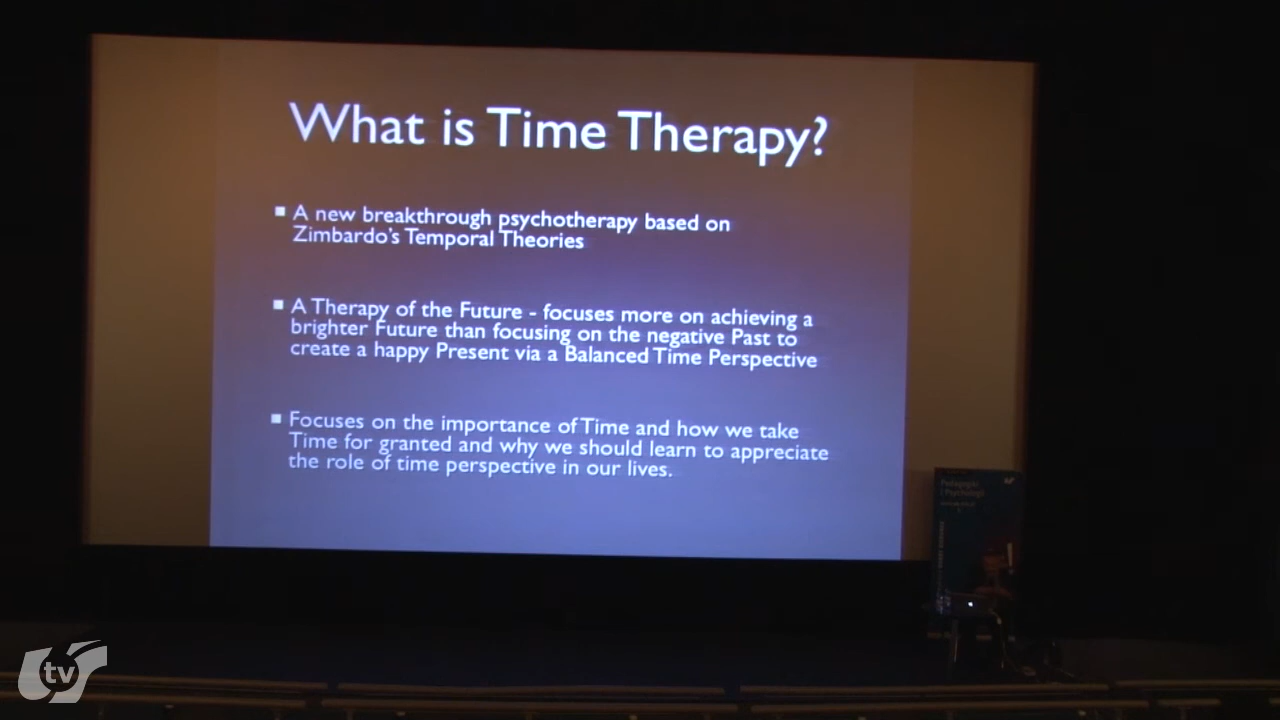 What is Time Therapy?
A new breakthrough psychotherapy based on
Zimbardo's Temporal Theories
A Therapy of the Future - focuses more on achieving a
brighter Future than focusing on the negative Past to
create a happy Present via a Balanced Time Perspective
Focuses on the importance of Time and how we take
Time for granted and why we should learn to appreciate
the role of time perspective in our lives.
Pedagogiki
i Psychologii
tv